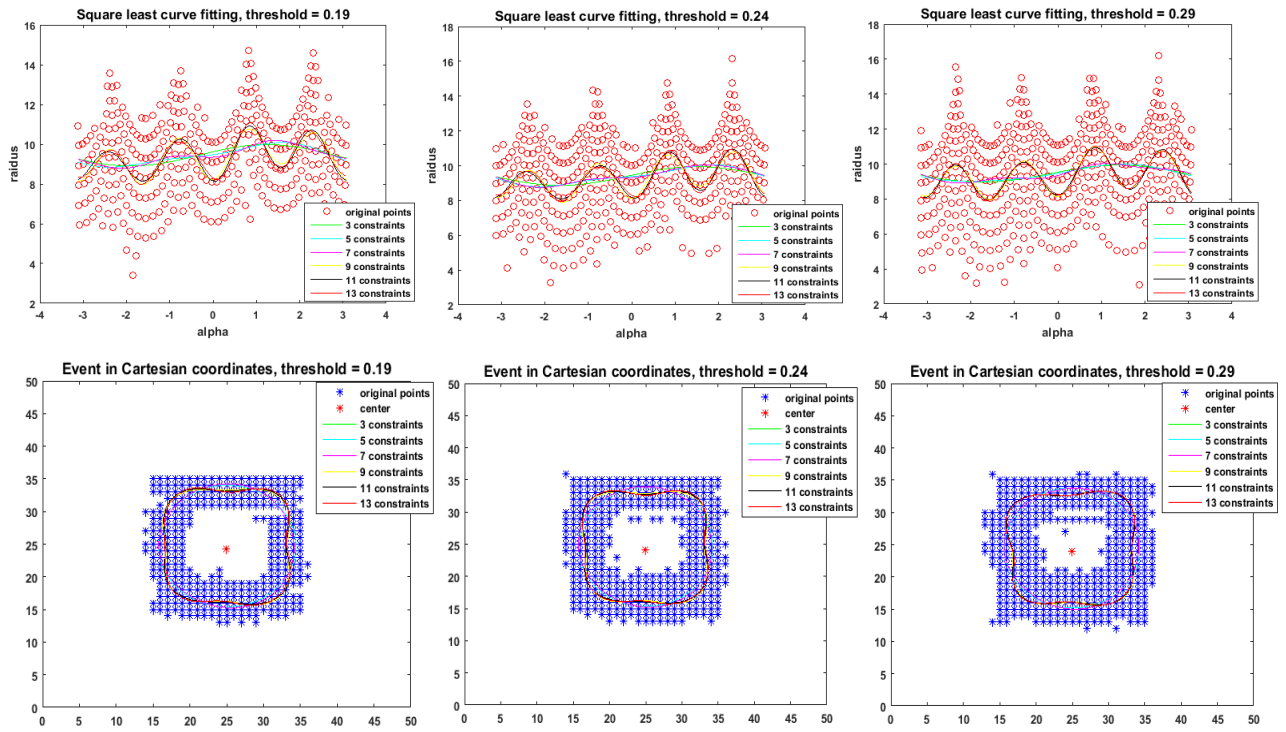 Square least curve fitting, threshold = 0.19
16
14
12
10
8
6
4
2
raidus
-4
-3
-2
-1
0
1
2
3
4
alpha
original points
3 constraints
5 constraints
7 constraints
9 constraints
11 constraints
13 constraints
Square least curve fitting, threshold = 0.24
18
16
14
12
10
8
6
4
2
raidus
-4
-3
-2
-1
0
1
2
3
4
alpha
original points
3 constraints
5 constraints
7 constraints
9 constraints
11 constraints
13 constraints
Square least curve fitting, threshold = 0.29
18
16
14
12
10
8
6
4
2
raidus
-4
-3
-2
-1
0
1
2
3
4
alpha
original points
3 constraints
5 constraints
7 constraints
9 constraints
11 constraints
13 constraints
Event in Cartesian coordinates, threshold = 0.19
50
45
40
35
30
25
20
15
10
5
0
0
5
10
15
20
25
30
35
40
45
50
original points
center
3 constraints
5 constraints
7 constraints
9 constraints
11 constraints
13 constraints
Event in Cartesian coordinates, threshold = 0.24
50
45
40
35
30
25
20
15
10
5
0
0
5
10
15
20
25
30
35
40
45
50
original points
center
3 constraints
5 constraints
7 constraints
9 constraints
11 constraints
13 constraints
Event in Cartesian coordinates, threshold = 0.29
50
45
40
35
30
25
20
15
10
5
0
0
5
10
15
20
25
30
35
40
45
50
original points
center
3 constraints
5 constraints
7 constraints
9 constraints
11 constraints
13 constraints